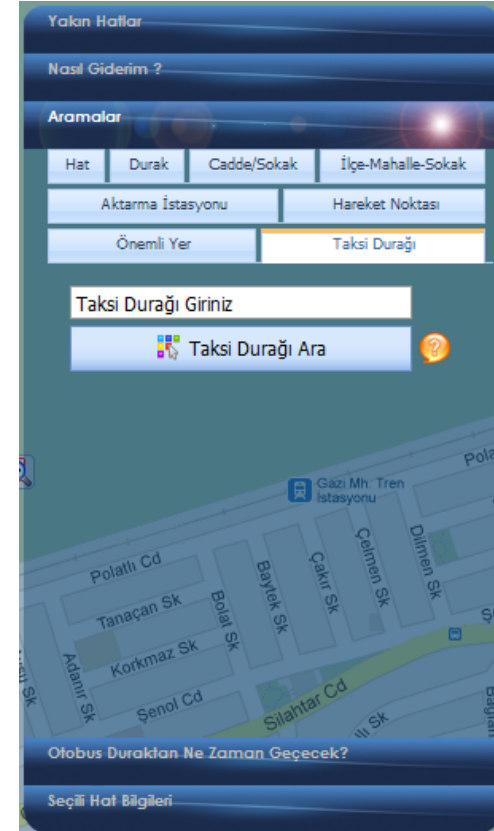 Yakın Hatlar
Nasıl Giderim ?
Aramalar
Hat Durak Cadde/Sokak İlçe-Mahalle-Sokak
Aktarma İstasyonu Hareket Noktası
Önemli Yer Taksi Durağı
Taksi Durağı Giriniz
Taksi Durağı Ara
Gazi Mh. Tren
İstasyonu
Polatlı Cd
Tanaçan Sk
Korkmaz Sk
Şenol Cd
Adanır Sk
Bolat Sk
Baytek Sk
Çakır Sk
Çelmen Sk
Dilmen Sk
Silahtar Cd
Otobus Duraktan Ne Zaman Geçecek?
Seçili Hat Bilgileri